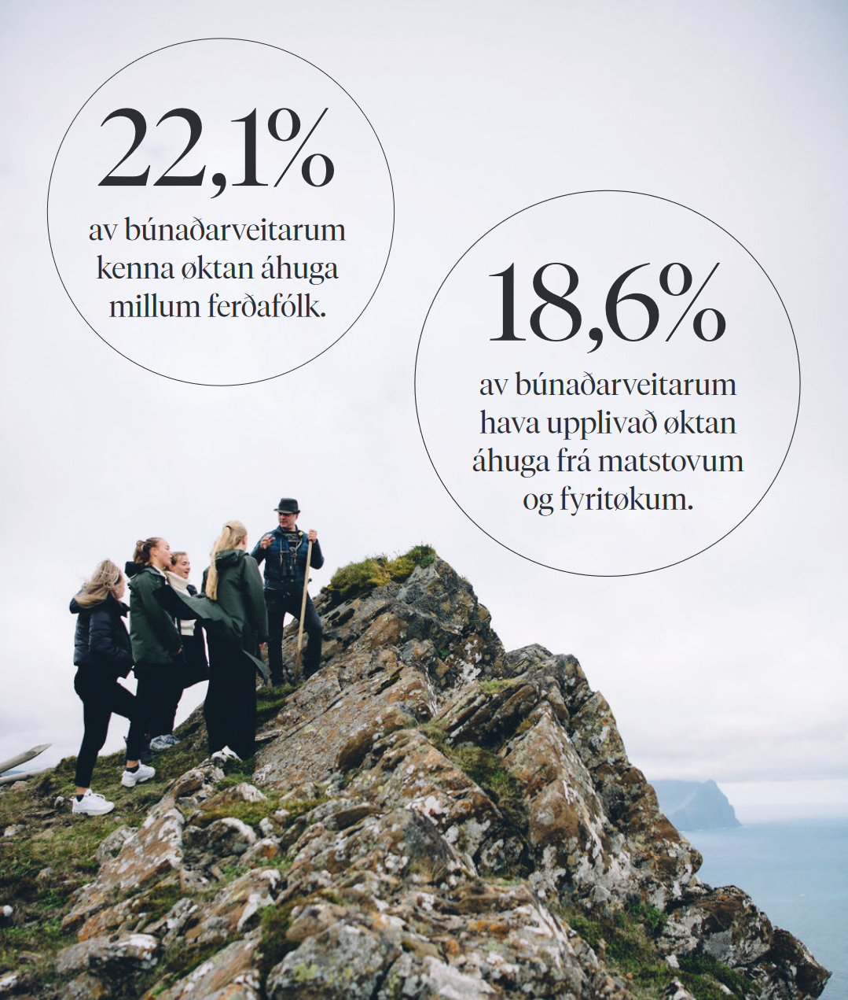 22,1%
av búnaðarveitarum
kenna øktan áhuga
millum ferðafólk.
18,6%
av búnaðarveitarum
hava upplivað øktan
áhuga frá matstovum
og fyritøkum.